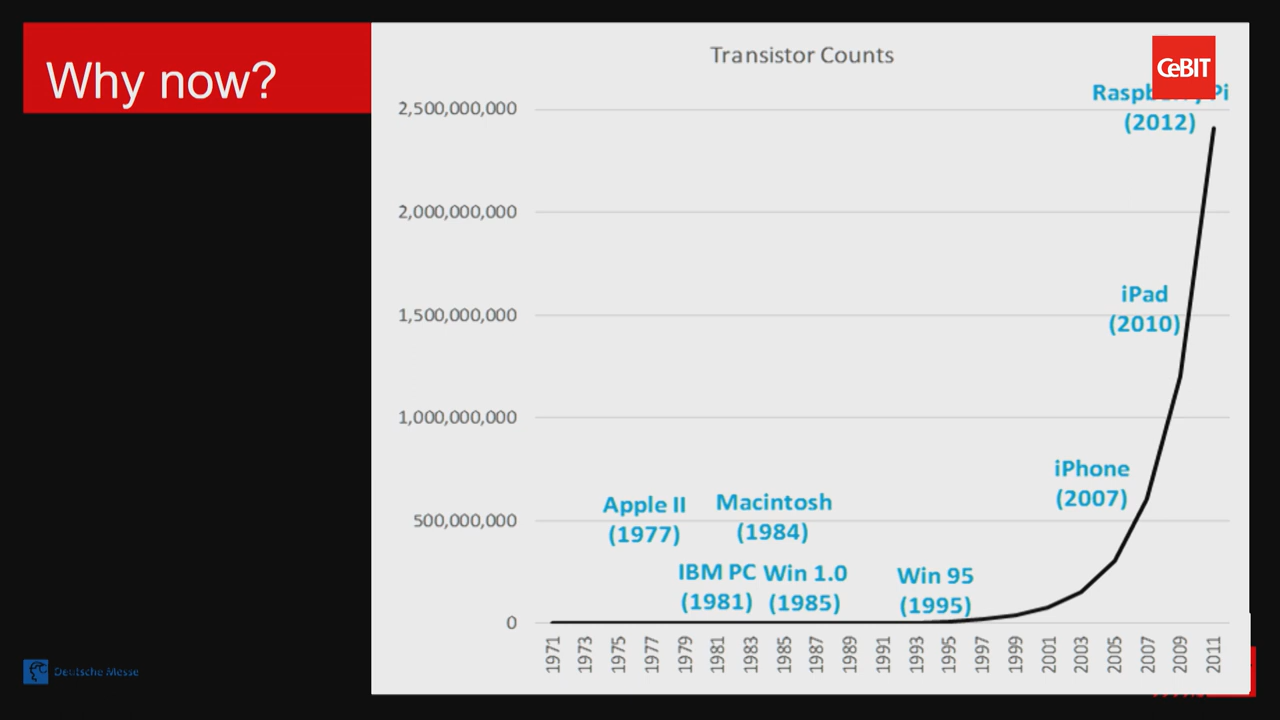 Why now?
Transistor Counts
CeBIT
Pi
(2012)
2,500,000,000
2,000,000,000
iPad
(2010)
1,500,000,000
1,000,000,000
iPhone
(2007)
Apple II
(1977)
Macintosh
(1984)
500,000,000
IBM PC
(1981)
Win 1.0
(1985)
Win 95
(1995)
0
1971 1973 1975 1977 1979 1981 1983 1985 1987 1989 1991 1993 1995 1997 1999 2001 2003 2005 2007 2009 2011
Deutsche Messe